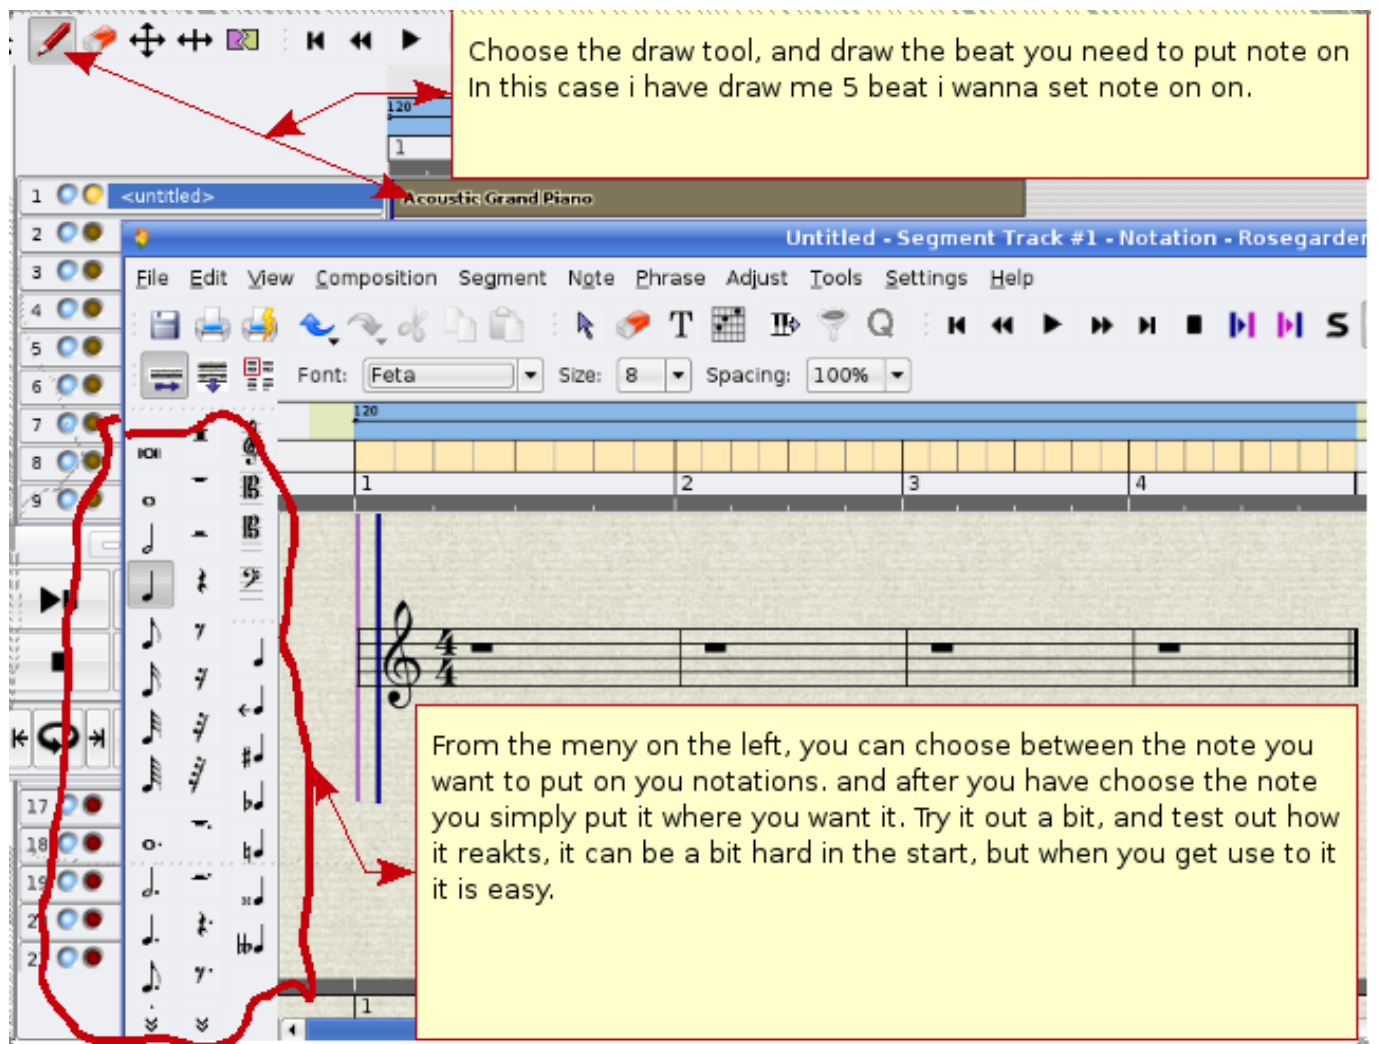 Choose the draw tool, and draw the beat you need to put note on
In this case i have draw me 5 beat i wanna set note on on.
120
1
1 <untitled> Acoustic Grand Piano
2
Untitled - Segment Track #1 - Notation - Rosegarden
3
File Edit View Composition Segment Note Phrase Adjust Tools Settings Help
4
T Q S
5
6
Font: Feta Size: 8 Spacing: 100%
7
120
8
9
1 2 3 4
From the meny on the left, you can choose between the note you
want to put on you notations. and after you have choose the note
you simply put it where you want it. Try it out a bit, and test out how
it reakts, it can be a bit hard in the start, but when you get use to it
it is easy.
17
18
19
2
2
1